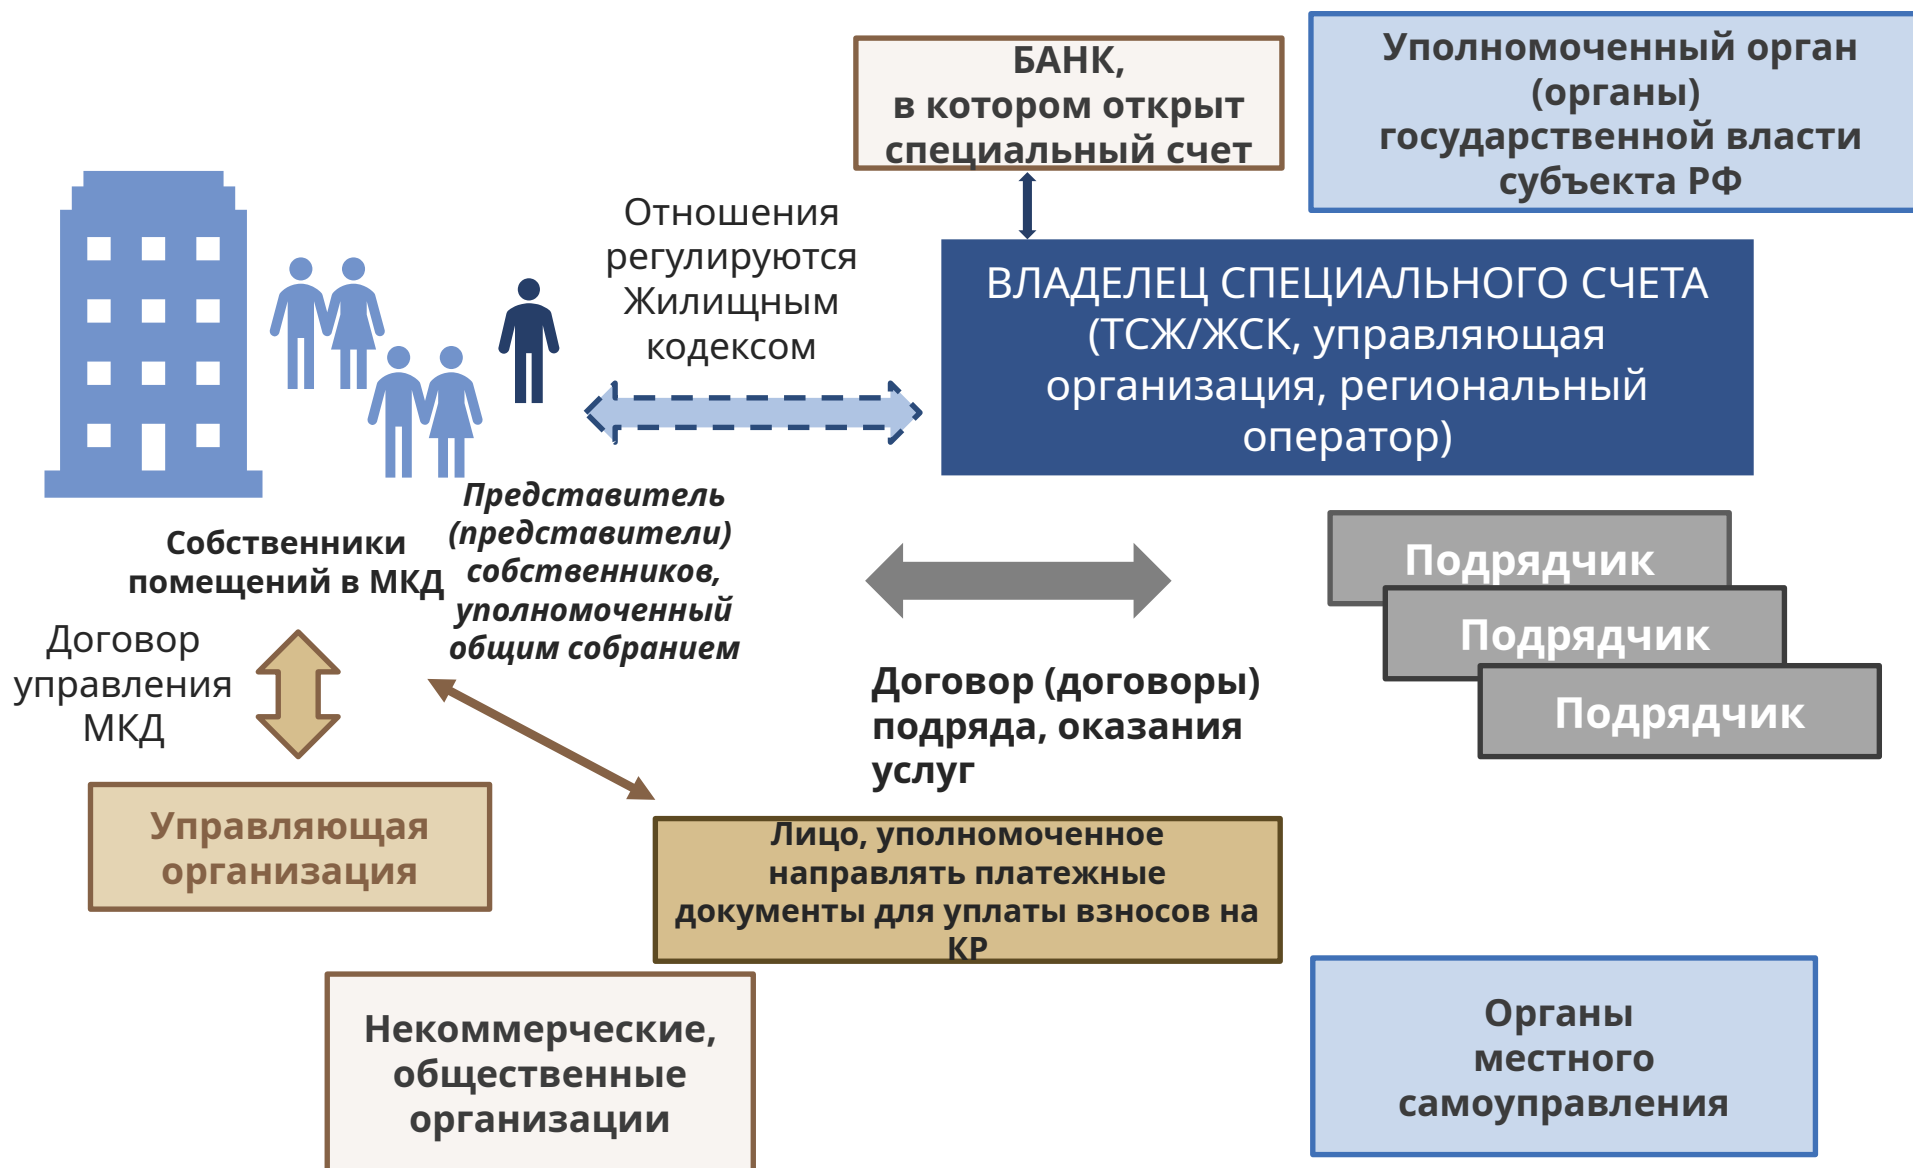 БАНК,
в котором открыт
специальный счет
Уполномоченный орган
(органы)
государственной власти
субъекта РФ
Отношения
регулируются
Жилищным
кодексом
ВЛАДЕЛЕЦ СПЕЦИАЛЬНОГО СЧЕТА
(ТСЖ/ЖСК, управляющая
организация, региональный
оператор)
Представитель
(представители)
собственников,
уполномоченный
общим собранием
Собственники
помещений в МКД
Договор
управления
МКД
Подрядчик
Подрядчик
Подрядчик
Договор (договоры)
подряда, оказания
услуг
Управляющая
организация
Лицо, уполномоченное
направлять платежные
документы для уплаты взносов на
КР
Некоммерческие,
общественные
организации
Органы
местного
самоуправления